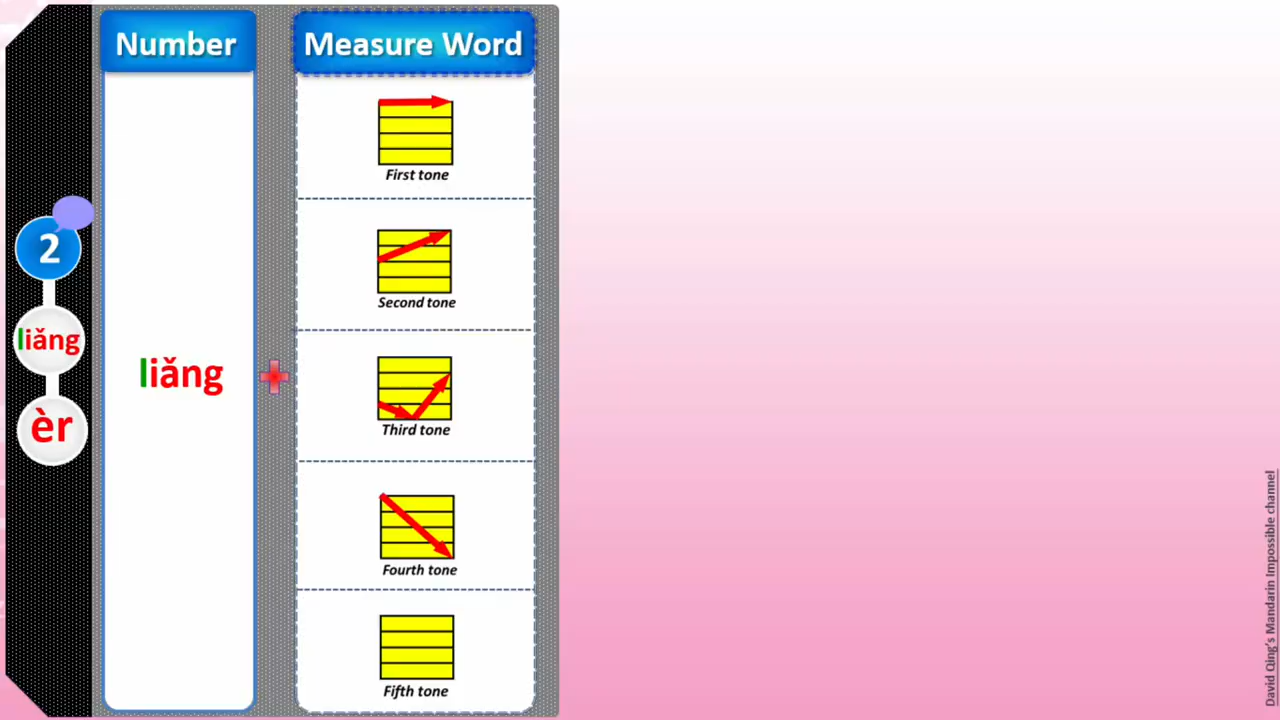 Number
Measure Word
First tone
Second tone
2
liǎng
èr
liǎng
Third tone
Fourth tone
Fifth tone
David Qing's Mandarin Impossible channel